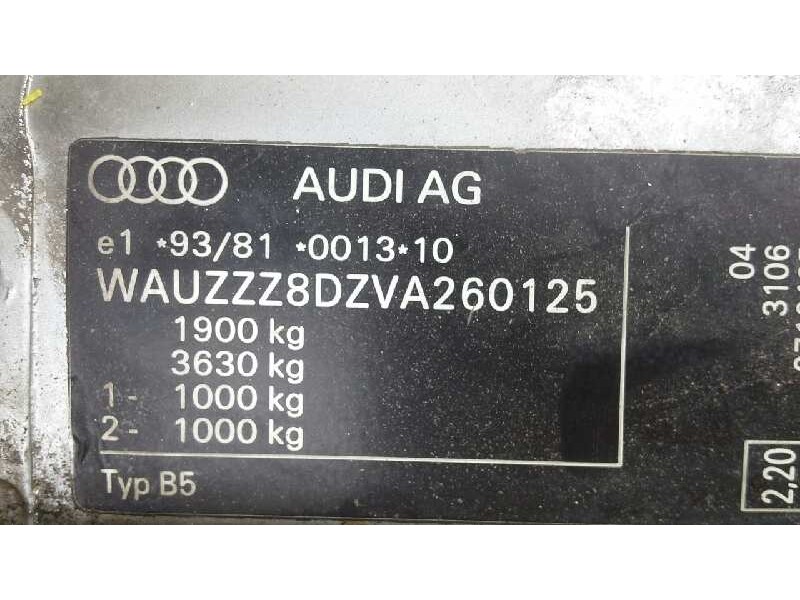 AUDI AG
e1 *93/81 *0013*10
WAUZZZ8DZVA260125
1900 kg
3630 kg
1- 1000 kg
2- 1000 kg
Typ B5
04
3106
2,20